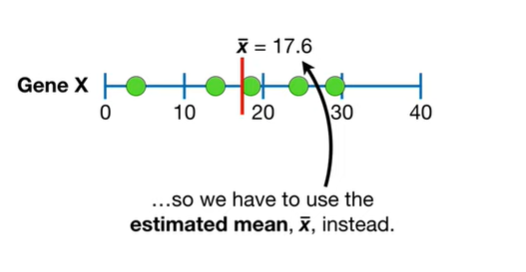 x̄ = 17.6
Gene X
0 10 20 30 40
...so we have to use the
estimated mean, x̄, instead.